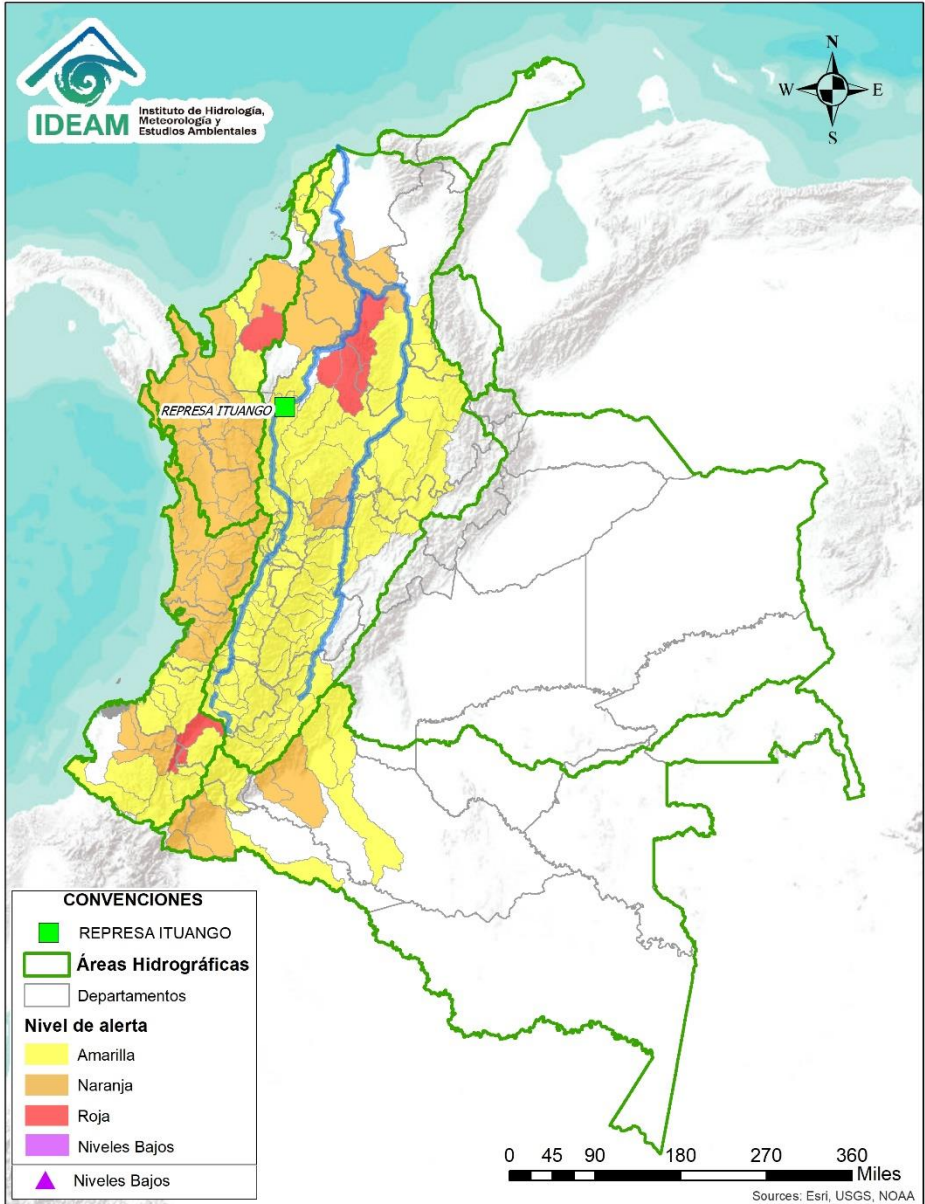 IDEAM
Instituto de Hidrología,
Meteorología y
Estudios Ambientales
N
W
E
S
REPRESA ITUANGO
CONVENCIONES
REPRESA ITUANGO
Áreas Hidrográficas
Departamentos
Nivel de alerta
Amarilla
Naranja
Roja
Niveles Bajos
Niveles Bajos
0 45 90 180 270 360
Miles
Sources: Esri, USGS, NOAA